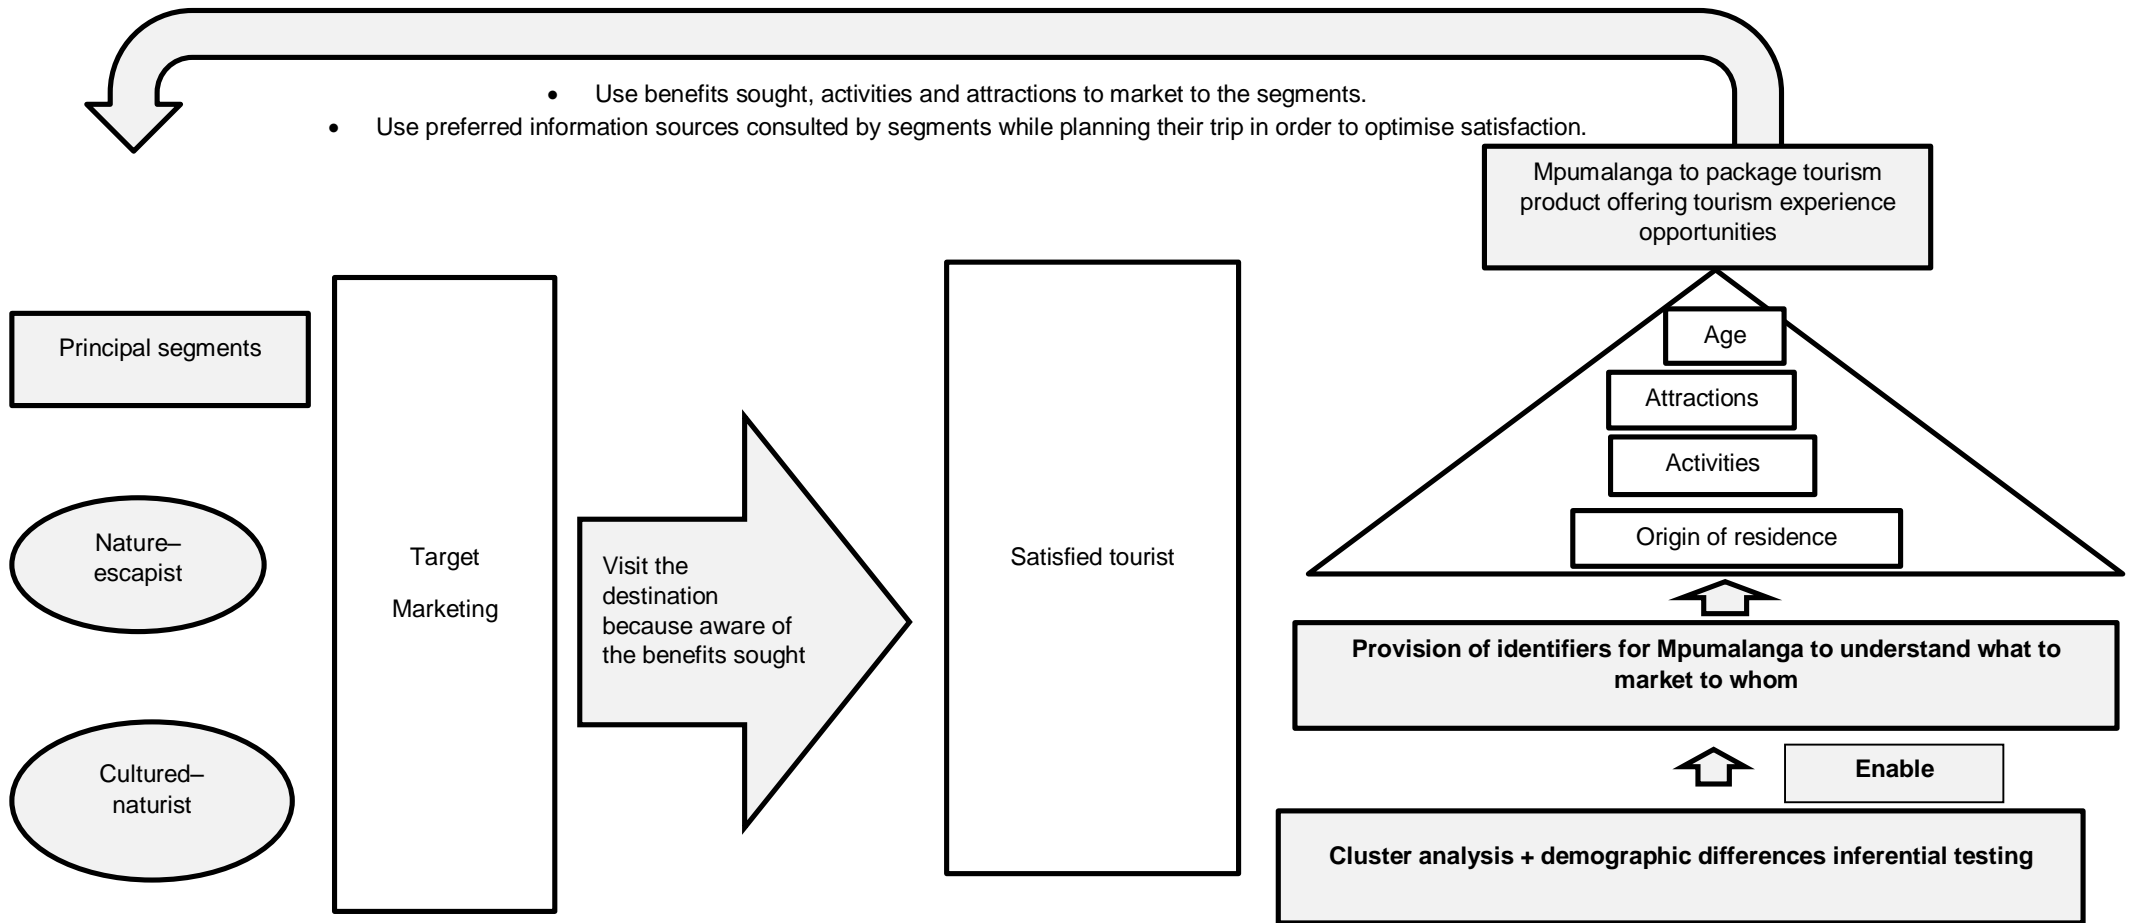 • Use benefits sought, activities and attractions to market to the segments.
• Use preferred information sources consulted by segments while planning their trip in order to optimise satisfaction.
Mpumalanga to package tourism
product offering tourism experience
opportunities
Principal segments
Nature–
escapist
Cultured–
naturist
Target
Marketing
Visit the
destination
because aware of
the benefits sought
Satisfied tourist
Age
Attractions
Activities
Origin of residence
Provision of identifiers for Mpumalanga to understand what to
market to whom
Enable
Cluster analysis + demographic differences inferential testing